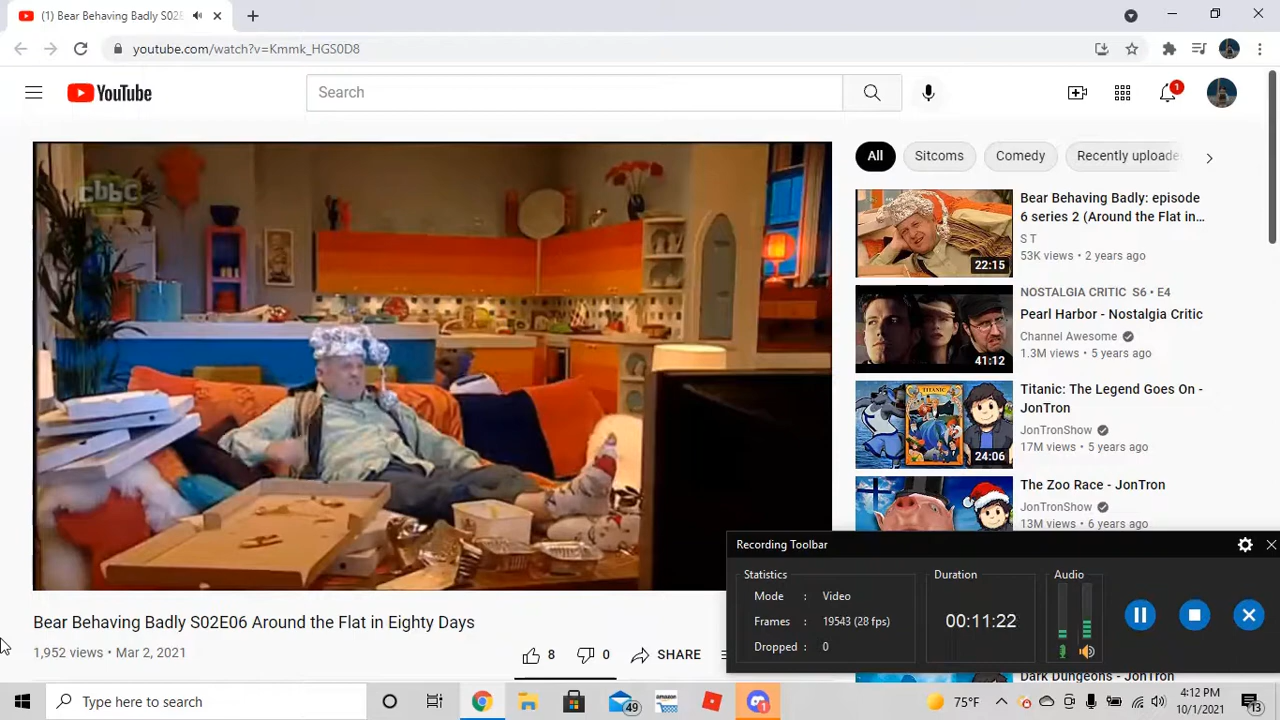 (1) Bear Behaving Badly S02E
youtube.com/watch?v=Kmmk_HGS0D8
YouTube
Search
1
cbbc
All
Sitcoms
Comedy
Recently uploade
Bear Behaving Badly: episode
6 series 2 (Around the Flat in...
S T
53K views • 2 years ago
22:15
NOSTALGIA CRITIC S6 • E4
Pearl Harbor - Nostalgia Critic
Channel Awesome
1.3M views • 5 years ago
41:12
TITANIC
Titanic: The Legend Goes On -
JonTron
JonTronShow
17M views • 5 years ago
24:06
The Zoo Race - JonTron
JonTronShow
13M views • 6 years ago
Recording Toolbar
Statistics
Mode : Video
Frames : 19543 (28 fps)
Dropped : 0
Duration
00:11:22
Audio
Dark Dungeons - JonTron
Bear Behaving Badly S02E06 Around the Flat in Eighty Days
1,952 views • Mar 2, 2021
8
0
SHARE
Type here to search
49
1
75°F
4:12 PM
10/1/2021
13